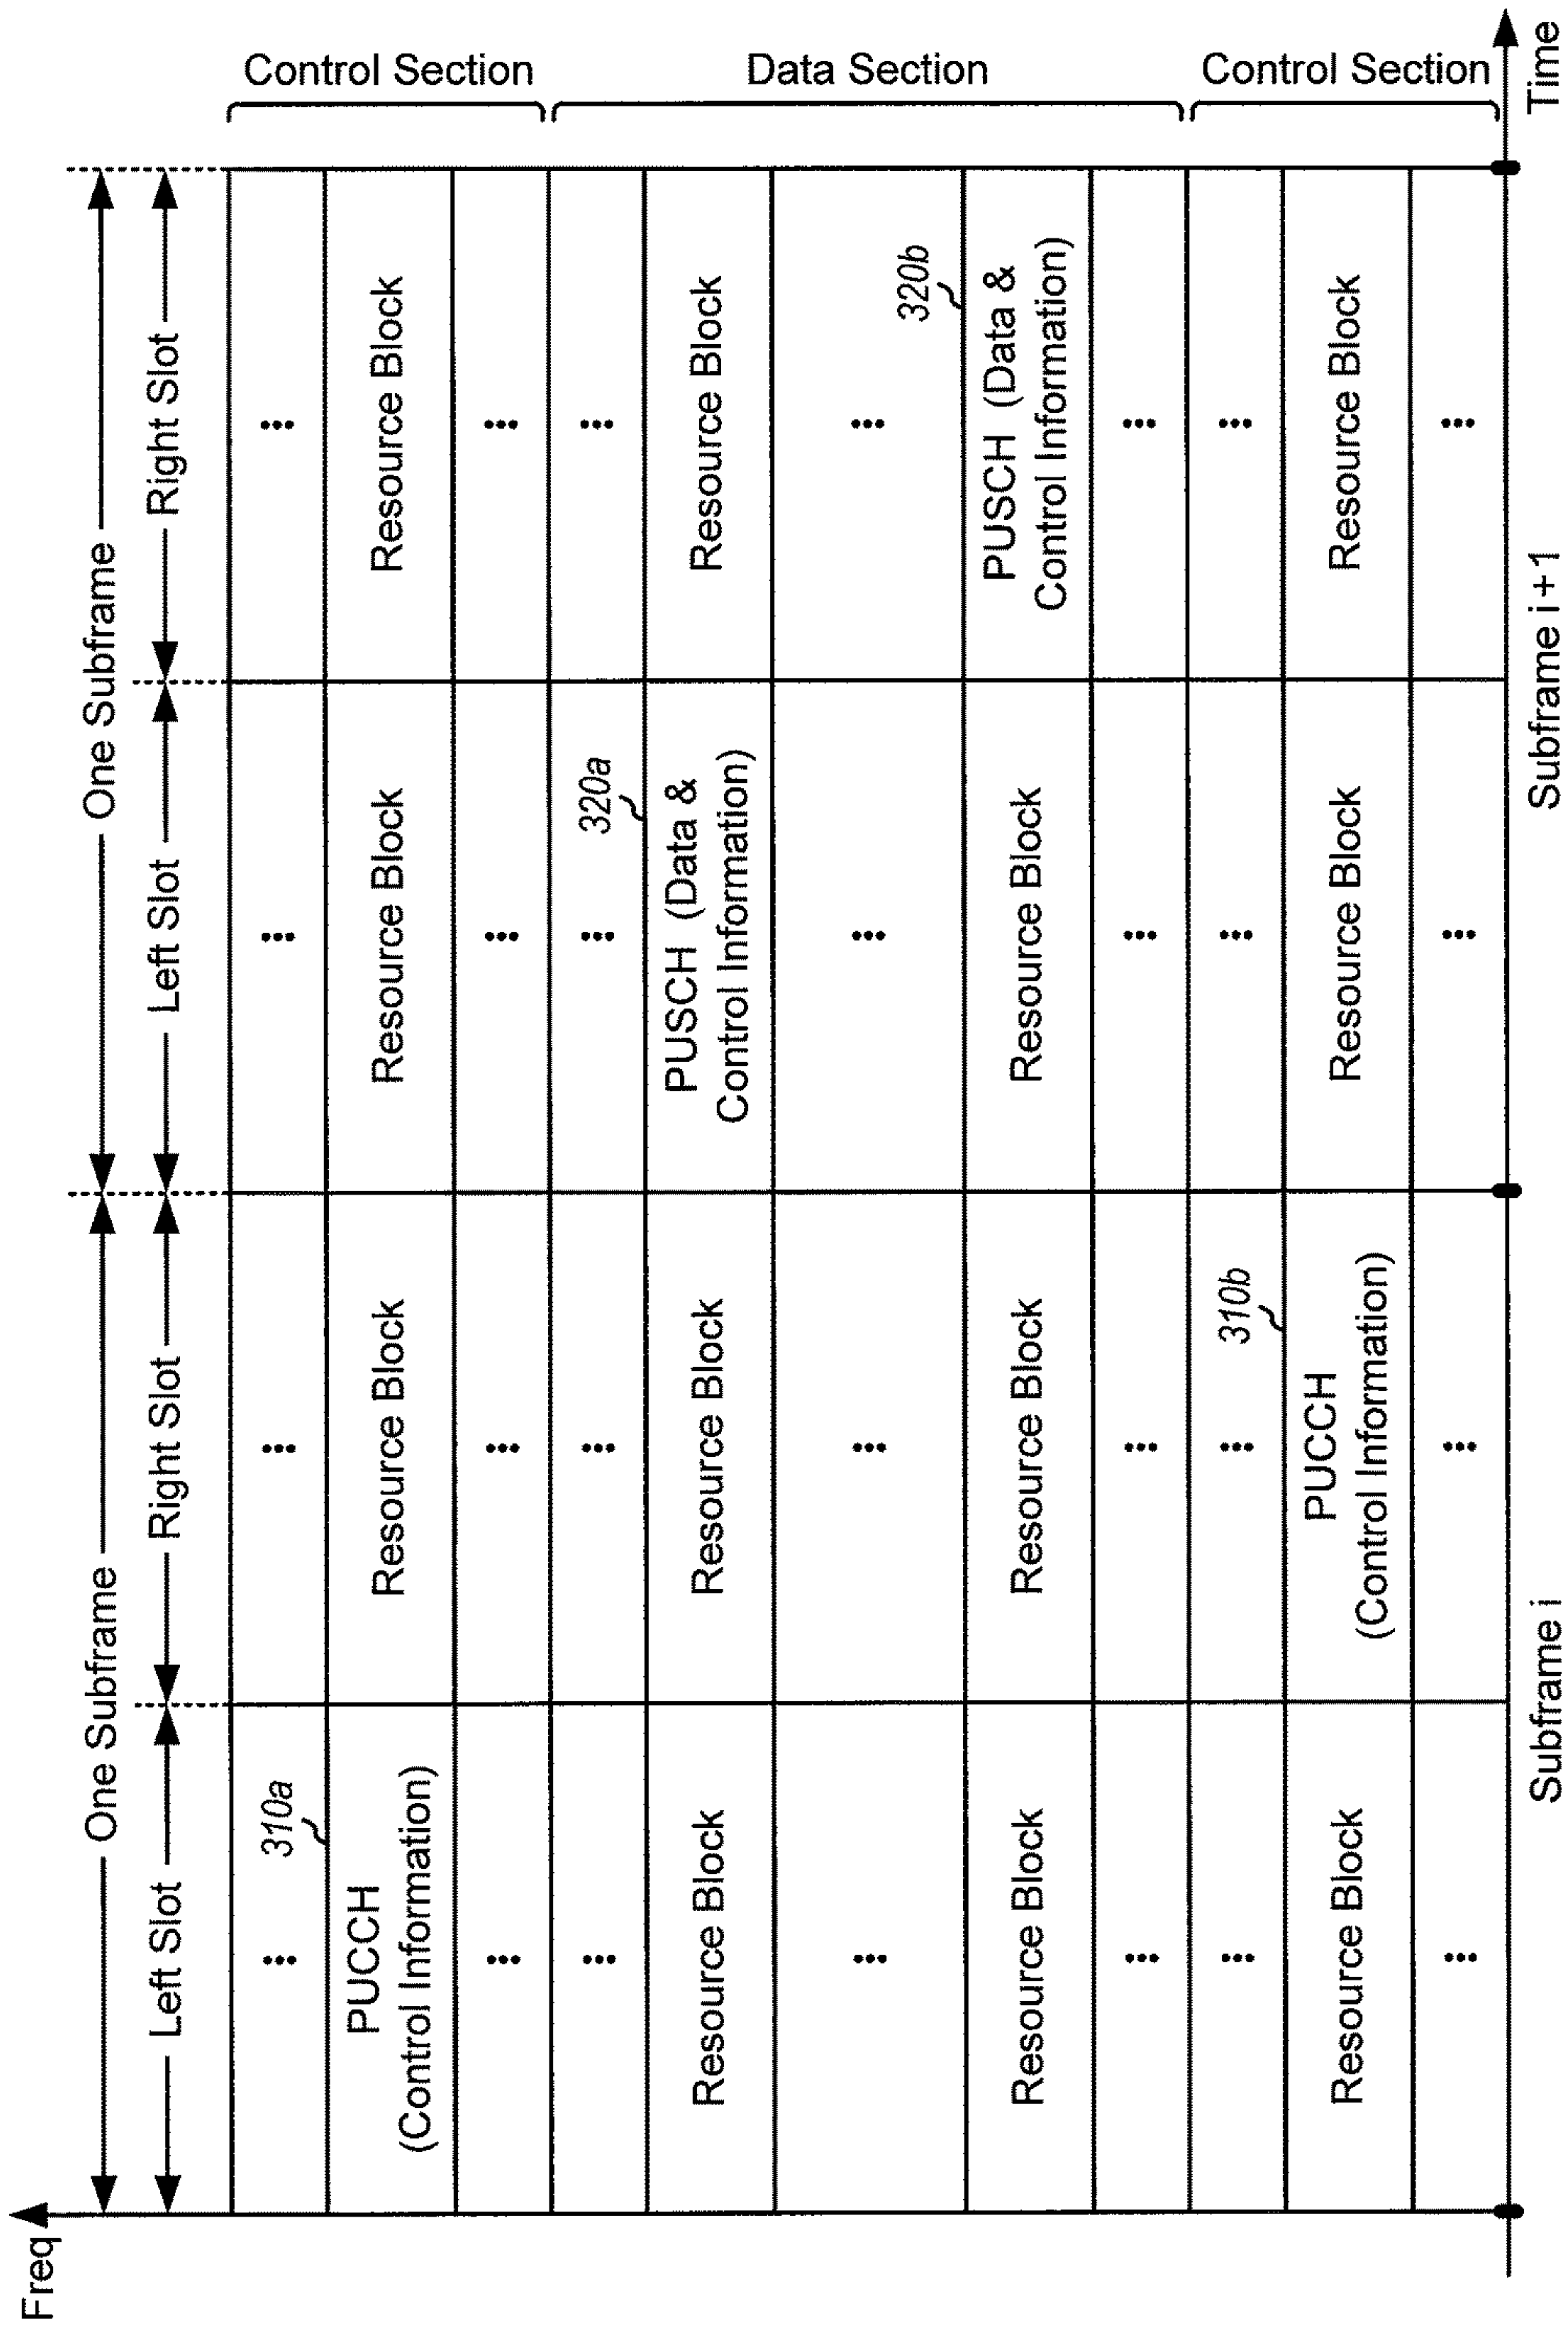 Freq
One Subframe
One Subframe
Left Slot
Right Slot
Left Slot
Right Slot
Control Section
Data Section
Control Section
...
...
...
...
310a
PUCCH
(Control Information)
Resource Block
Resource Block
Resource Block
...
...
...
...
...
...
...
...
320a
Resource Block
Resource Block
PUSCH (Data &
Control Information)
Resource Block
...
...
...
...
320b
Resource Block
Resource Block
Resource Block
PUSCH (Data &
Control Information)
...
...
...
...
...
...
...
...
310b
Resource Block
PUCCH
(Control Information)
Resource Block
Resource Block
...
...
...
...
Subframe i
Subframe i + 1
Time